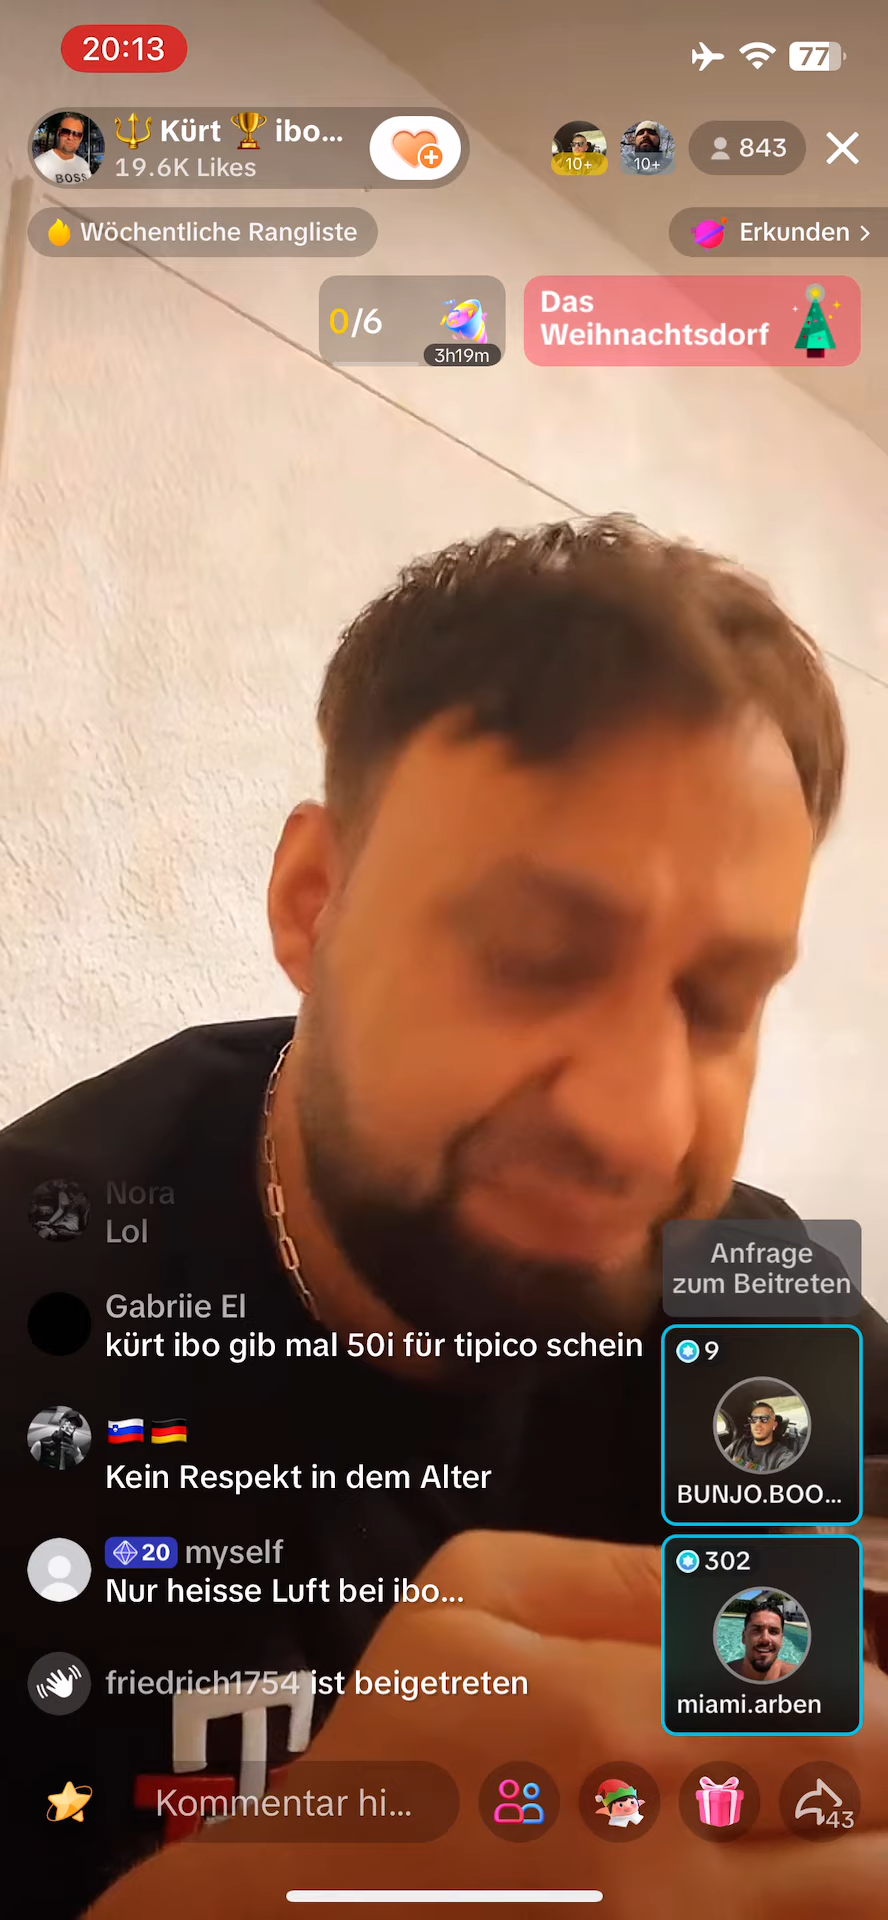 20:13
77
🔱 Kürt 🏆 ibo...
19.6K Likes
BOSS
10+
10+
843
Wöchentliche Rangliste
Erkunden >
0/6
3h19m
Das
Weihnachtsdorf
Nora
Lol
Anfrage
zum Beitreten
Gabriie El
kürt ibo gib mal 50i für tipico schein
9
BUNJO.BOO...
🇸🇮🇩🇪
Kein Respekt in dem Alter
20 myself
Nur heisse Luft bei ibo...
302
miami.arben
friedrich1754 ist beigetreten
Kommentar hi...
43